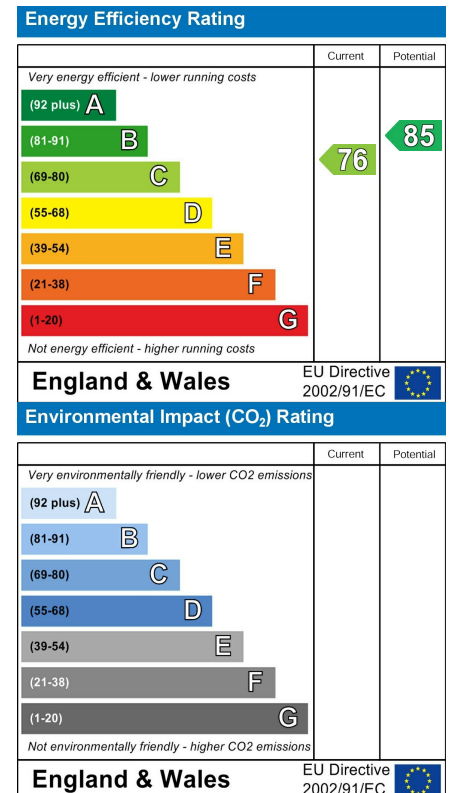 Energy Efficiency Rating
Current Potential
Very energy efficient - lower running costs
(92 plus) A
(81-91) B
(69-80) C
(55-68) D
(39-54) E
(21-38) F
(1-20) G
76
85
Not energy efficient - higher running costs
England & Wales
EU Directive
2002/91/EC
Environmental Impact (CO₂) Rating
Current Potential
Very environmentally friendly - lower CO2 emissions
(92 plus) A
(81-91) B
(69-80) C
(55-68) D
(39-54) E
(21-38) F
(1-20) G
Not environmentally friendly - higher CO2 emissions
England & Wales
EU Directive
2002/91/EC